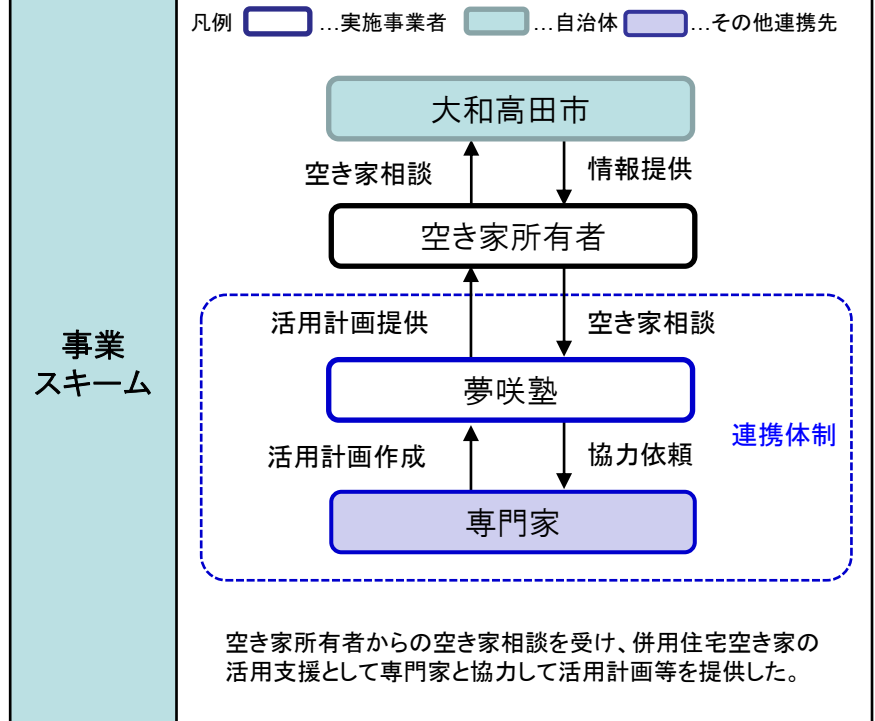 凡例 …実施事業者 …自治体 …その他連携先
大和高田市
空き家相談 情報提供
空き家所有者
活用計画提供 空き家相談
事業
スキーム
夢咲塾
連携体制
活用計画作成 協力依頼
専門家
空き家所有者からの空き家相談を受け、併用住宅空き家の
活用支援として専門家と協力して活用計画等を提供した。